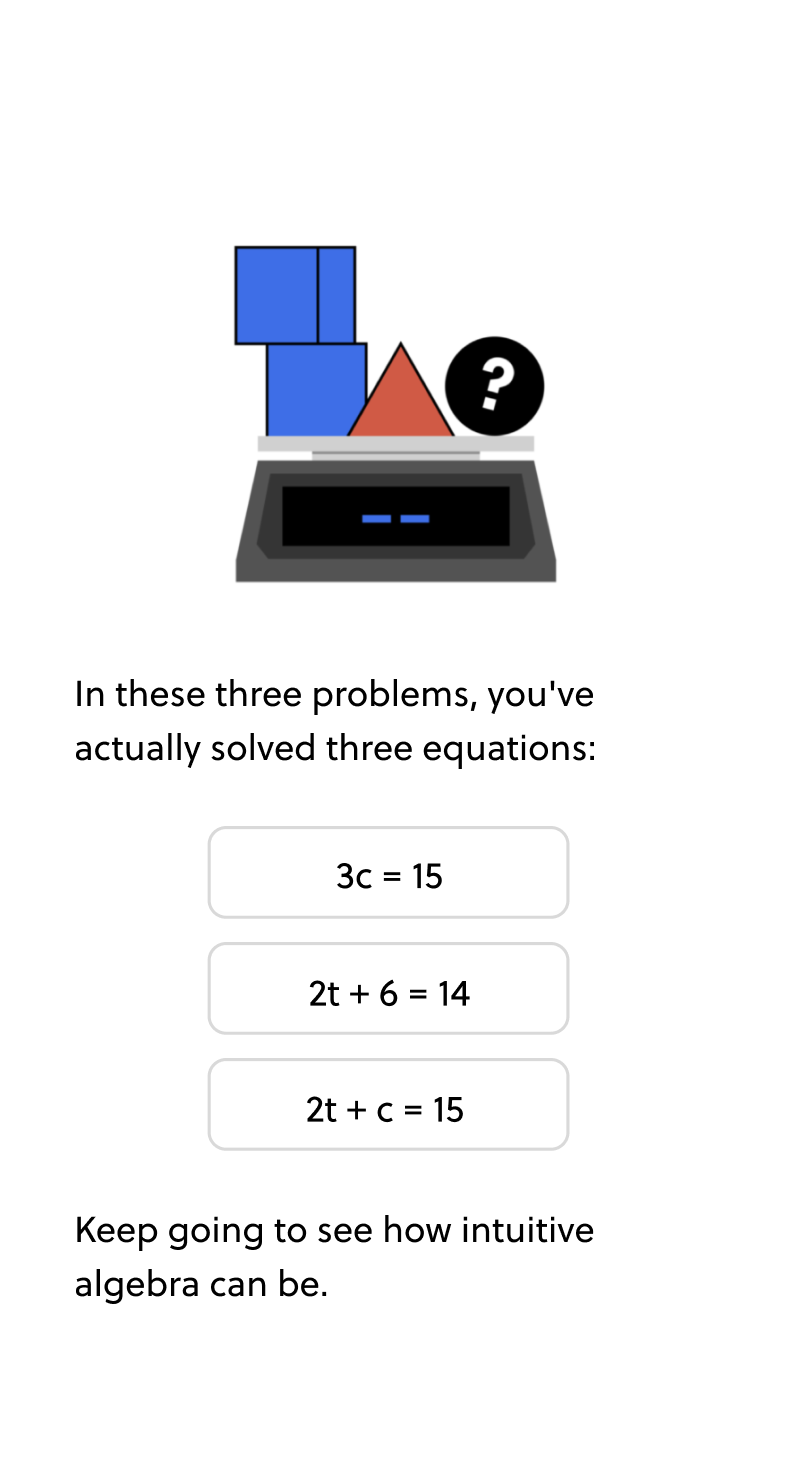 ?
--
In these three problems, you've
actually solved three equations:
3c = 15
2t + 6 = 14
2t + c = 15
Keep going to see how intuitive
algebra can be.